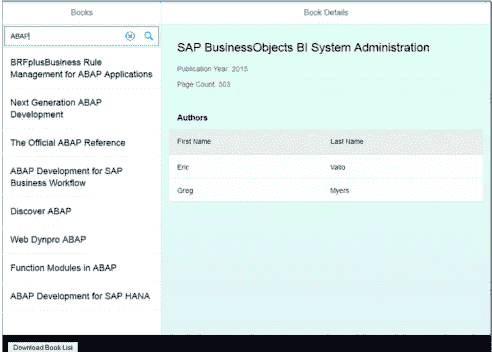 Books
Book Details
ABAP
BRFplusBusiness Rule
Management for ABAP Applications
Next Generation ABAP
Development
The Official ABAP Reference
ABAP Development for SAP
Business Workflow
Discover ABAP
Web Dynpro ABAP
Function Modules in ABAP
ABAP Development for SAP HANA
SAP BusinessObjects BI System Administration
Publication Year: 2015
Page Count: 503
Authors
First Name Last Name
Eric Vallo
Greg Myers
Download Book List